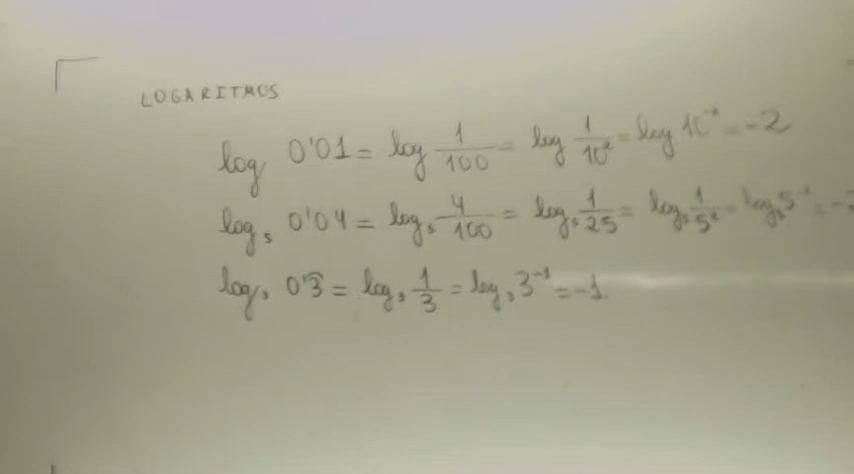 LOGARITMOS
log 0'01 = log 1/100 = log 1/10² = log 10⁻² = -2
log₅ 0'04 = log₅ 4/100 = log₅ 1/25 = log₅ 1/5² = log₅ 5⁻² = -2
log₃ 0'3̂ = log₃ 1/3 = log₃ 3⁻¹ = -1